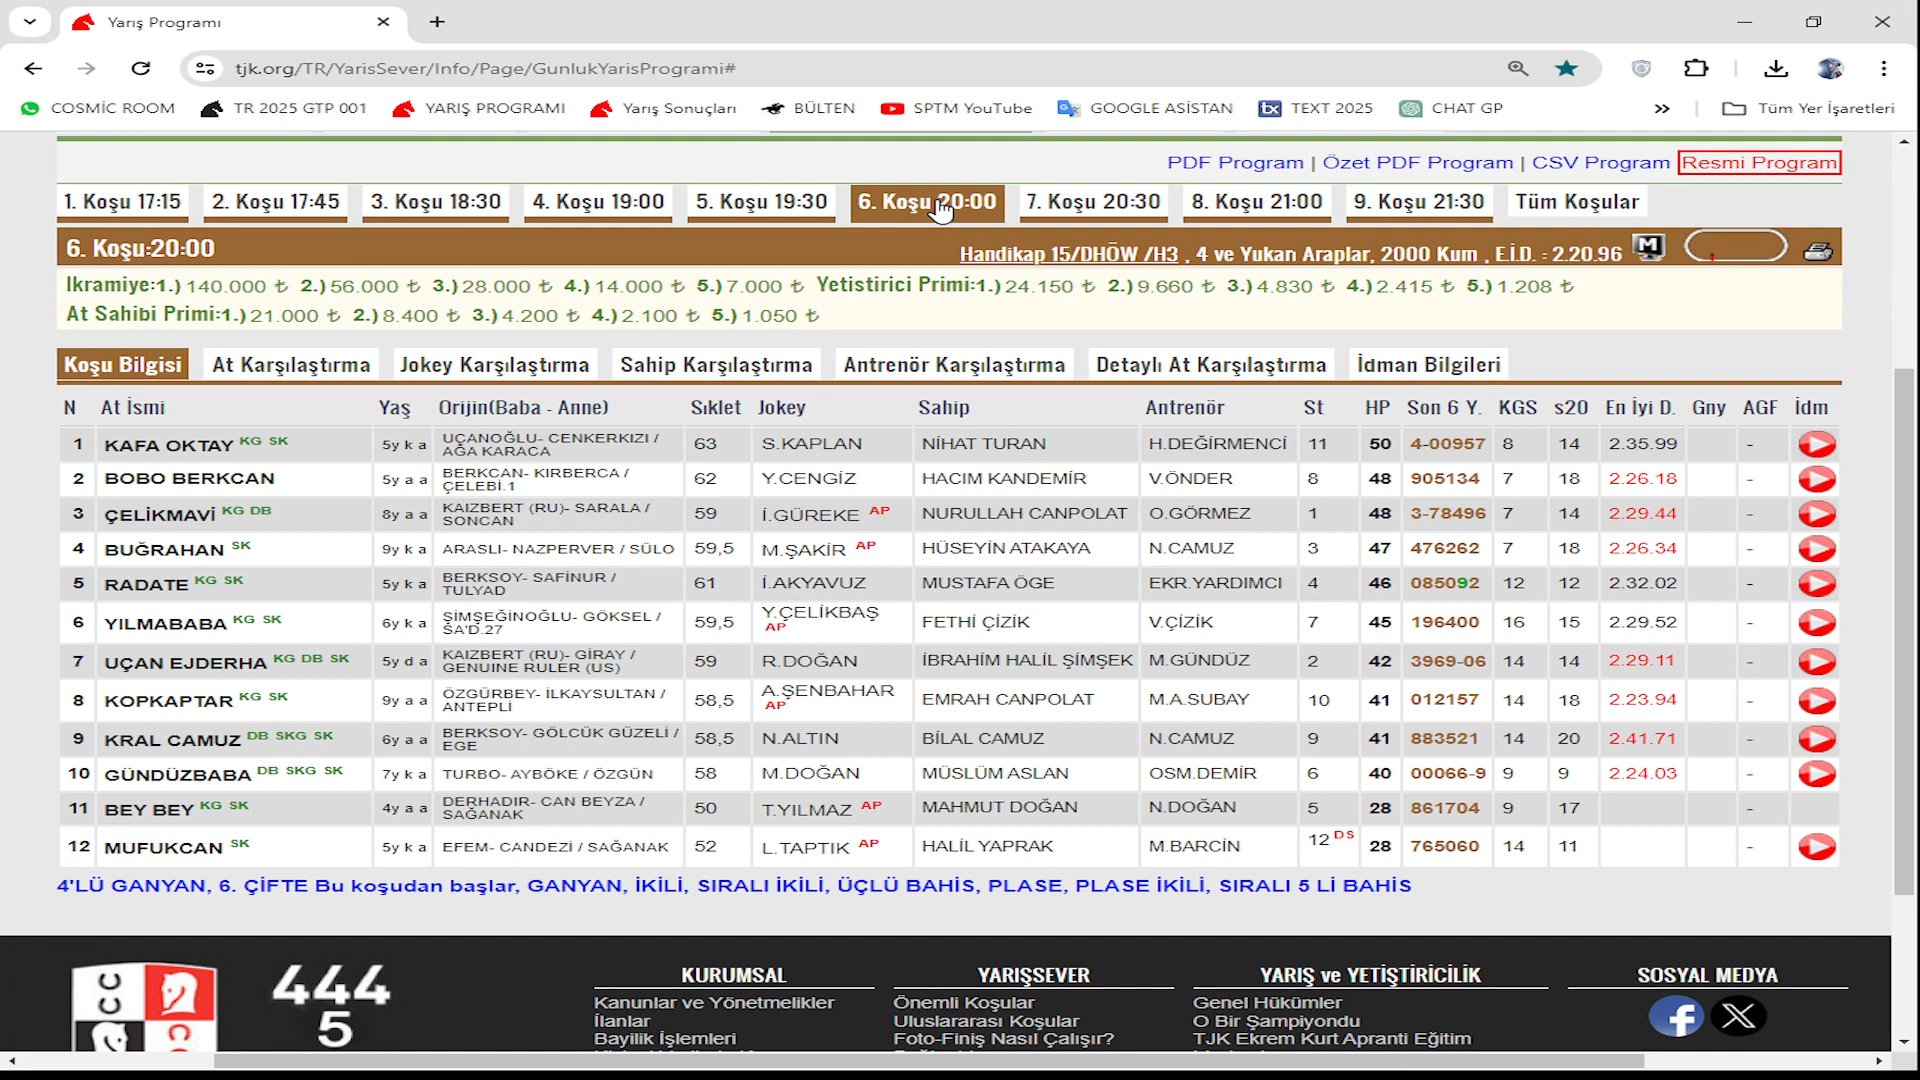 Yarış Programı
tjk.org/TR/YarisSever/Info/Page/GunlukYarisProgrami#
COSMİC ROOM TR 2025 GTP 001 YARIŞ PROGRAMI Yarış Sonuçları BÜLTEN SPTM YouTube GOOGLE ASİSTAN TEXT 2025 CHAT GP » Tüm Yer İşaretleri
PDF Program | Özet PDF Program | CSV Program Resmi Program
1. Koşu 17:15 2. Koşu 17:45 3. Koşu 18:30 4. Koşu 19:00 5. Koşu 19:30 6. Koşu 20:00 7. Koşu 20:30 8. Koşu 21:00 9. Koşu 21:30 Tüm Koşular
6. Koşu:20:00 Handikap 15/DHÖW /H3 , 4 ve Yukarı Araplar, 2000 Kum , E.İ.D. : 2.20.96
Ikramiye:1.) 140.000 ₺ 2.) 56.000 ₺ 3.) 28.000 ₺ 4.) 14.000 ₺ 5.) 7.000 ₺ Yetistirici Primi:1.) 24.150 ₺ 2.) 9.660 ₺ 3.) 4.830 ₺ 4.) 2.415 ₺ 5.) 1.208 ₺
At Sahibi Primi:1.) 21.000 ₺ 2.) 8.400 ₺ 3.) 4.200 ₺ 4.) 2.100 ₺ 5.) 1.050 ₺
Koşu Bilgisi At Karşılaştırma Jokey Karşılaştırma Sahip Karşılaştırma Antrenör Karşılaştırma Detaylı At Karşılaştırma İdman Bilgileri
N At İsmi Yaş Orijin(Baba - Anne) Sıklet Jokey Sahip Antrenör St HP Son 6 Y. KGS s20 En İyi D. Gny AGF İdm
1 KAFA OKTAY KG SK 5y k a UÇANOĞLU- CENKERKIZI / AĞA KARACA 63 S.KAPLAN NİHAT TURAN H.DEĞİRMENCİ 11 50 4-00957 8 14 2.35.99 -
2 BOBO BERKCAN 5y a a BERKCAN- KIRBERCA / ÇELEBİ.1 62 Y.CENGİZ HACIM KANDEMİR V.ÖNDER 8 48 905134 7 18 2.26.18 -
3 ÇELİKMAVİ KG DB 8y a a KAIZBERT (RU)- SARALA / SONCAN 59 İ.GÜREKE AP NURULLAH CANPOLAT O.GÖRMEZ 1 48 3-78496 7 14 2.29.44 -
4 BUĞRAHAN SK 9y k a ARASLI- NAZPERVER / SÜLO 59,5 M.ŞAKİR AP HÜSEYİN ATAKAYA N.CAMUZ 3 47 476262 7 18 2.26.34 -
5 RADATE KG SK 5y k a BERKSOY- SAFİNUR / TULYAD 61 İ.AKYAVUZ MUSTAFA ÖGE EKR.YARDIMCI 4 46 085092 12 12 2.32.02 -
6 YILMABABA KG SK 6y k a ŞİMŞEĞİNOĞLU- GÖKSEL / ŞA'D.27 59,5 Y.ÇELİKBAŞ AP FETHİ ÇİZİK V.ÇİZİK 7 45 196400 16 15 2.29.52 -
7 UÇAN EJDERHA KG DB SK 5y d a KAIZBERT (RU)- GİRAY / GENUINE RULER (US) 59 R.DOĞAN İBRAHİM HALİL ŞİMŞEK M.GÜNDÜZ 2 42 3969-06 14 14 2.29.11 -
8 KOPKAPTAR KG SK 9y a a ÖZGÜRBEY- İLKAYSULTAN / ANTEPLİ 58,5 A.ŞENBAHAR AP EMRAH CANPOLAT M.A.SUBAY 10 41 012157 14 18 2.23.94 -
9 KRAL CAMUZ DB SKG SK 6y a a BERKSOY- GÖLCÜK GÜZELİ / EGE 58,5 N.ALTIN BİLAL CAMUZ N.CAMUZ 9 41 883521 14 20 2.41.71 -
10 GÜNDÜZBABA DB SKG SK 7y k a TURBO- AYBÖKE / ÖZGÜN 58 M.DOĞAN MÜSLÜM ASLAN OSM.DEMİR 6 40 00066-9 9 9 2.24.03 -
11 BEY BEY KG SK 4y a a DERHADIR- CAN BEYZA / SAĞANAK 50 T.YILMAZ AP MAHMUT DOĞAN N.DOĞAN 5 28 861704 9 17 -
12 MUFUKCAN SK 5y k a EFEM- CANDEZİ / SAĞANAK 52 L.TAPTIK AP HALİL YAPRAK M.BARCİN 12 DS 28 765060 14 11 -
4'LÜ GANYAN, 6. ÇİFTE Bu koşudan başlar, GANYAN, İKİLİ, SIRALI İKİLİ, ÜÇLÜ BAHİS, PLASE, PLASE İKİLİ, SIRALI 5 Lİ BAHİS
444
5
KURUMSAL YARIŞSEVER YARIŞ ve YETİŞTİRİCİLİK SOSYAL MEDYA
Kanunlar ve Yönetmelikler Önemli Koşular Genel Hükümler
İlanlar Uluslararası Koşular O Bir Şampiyondu
Bayilik İşlemleri Foto-Finiş Nasıl Çalışır? TJK Ekrem Kurt Apranti Eğitim